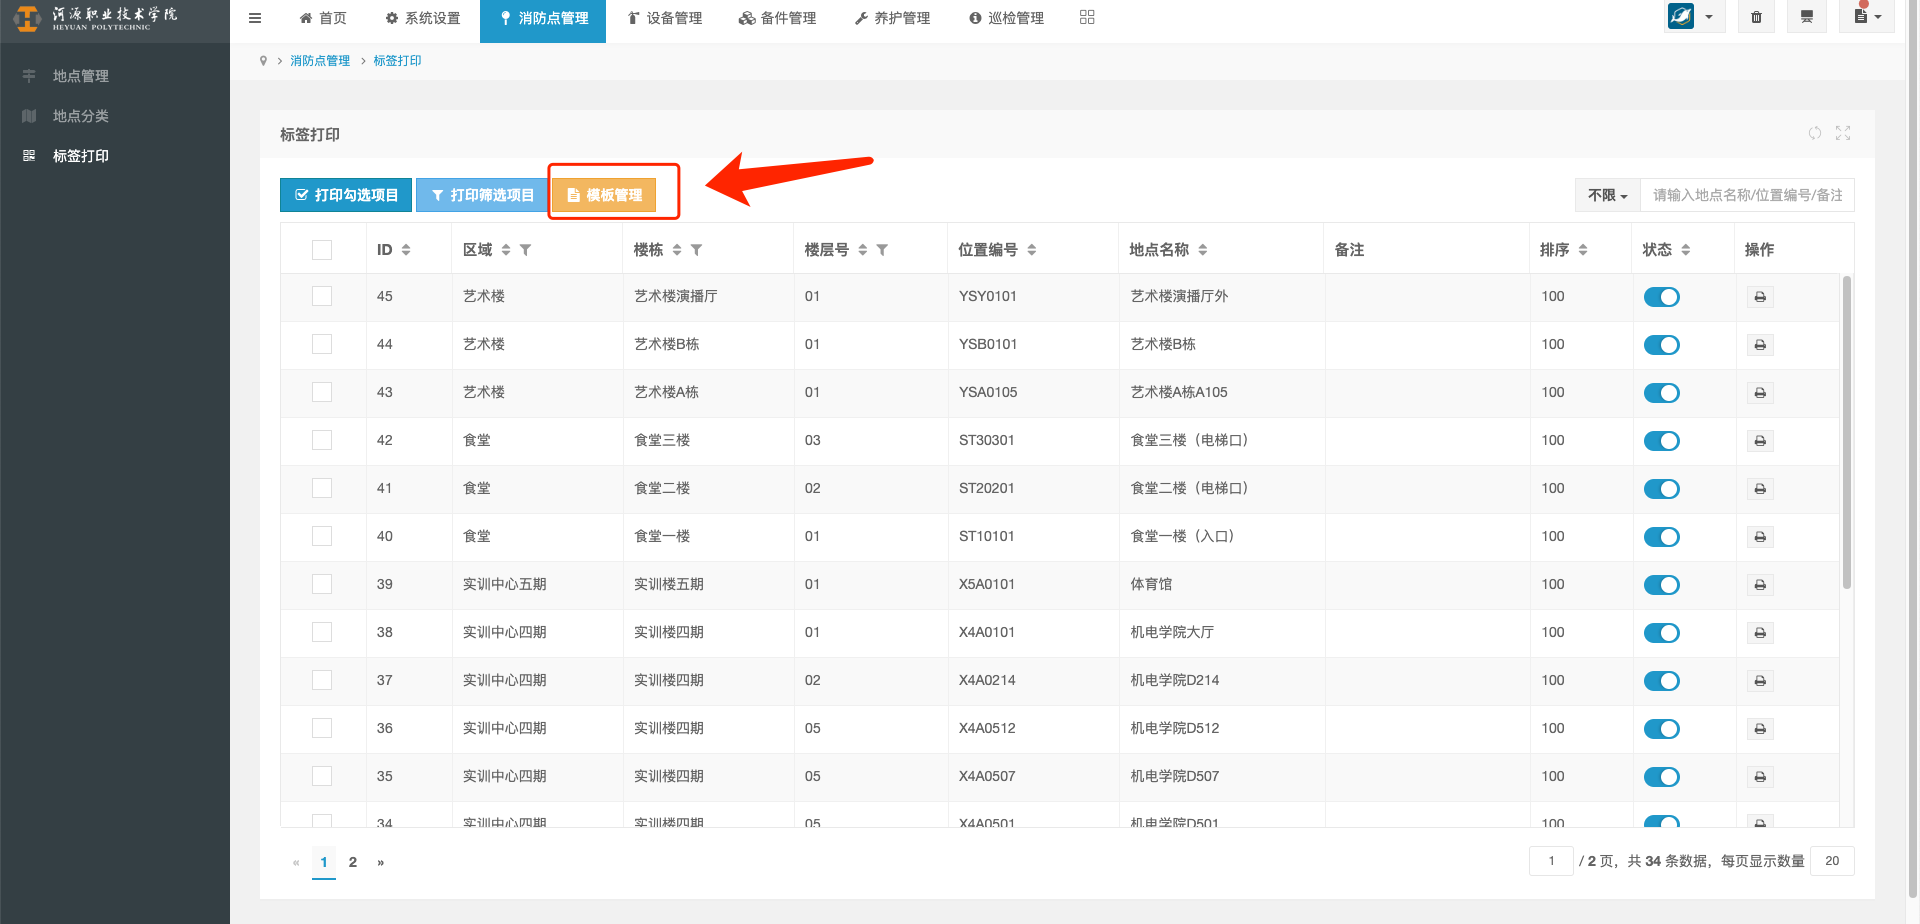 河源职业技术学院
HEYUAN POLYTECHNIC
首页 系统设置 消防点管理 设备管理 备件管理 养护管理 巡检管理
消防点管理 > 标签打印
地点管理
地点分类
标签打印
标签打印
打印勾选项目 打印筛选项目 模板管理
不限 请输入地点名称/位置编号/备注
ID 区域 楼栋 楼层号 位置编号 地点名称 备注 排序 状态 操作
45 艺术楼 艺术楼演播厅 01 YSY0101 艺术楼演播厅外 100
44 艺术楼 艺术楼B栋 01 YSB0101 艺术楼B栋 100
43 艺术楼 艺术楼A栋 01 YSA0105 艺术楼A栋A105 100
42 食堂 食堂三楼 03 ST30301 食堂三楼（电梯口） 100
41 食堂 食堂二楼 02 ST20201 食堂二楼（电梯口） 100
40 食堂 食堂一楼 01 ST10101 食堂一楼（入口） 100
39 实训中心五期 实训楼五期 01 X5A0101 体育馆 100
38 实训中心四期 实训楼四期 01 X4A0101 机电学院大厅 100
37 实训中心四期 实训楼四期 02 X4A0214 机电学院D214 100
36 实训中心四期 实训楼四期 05 X4A0512 机电学院D512 100
35 实训中心四期 实训楼四期 05 X4A0507 机电学院D507 100
34 实训中心四期 实训楼四期 05 X4A0501 机电学院D501 100
« 1 2 »
1 / 2 页，共 34 条数据，每页显示数量 20